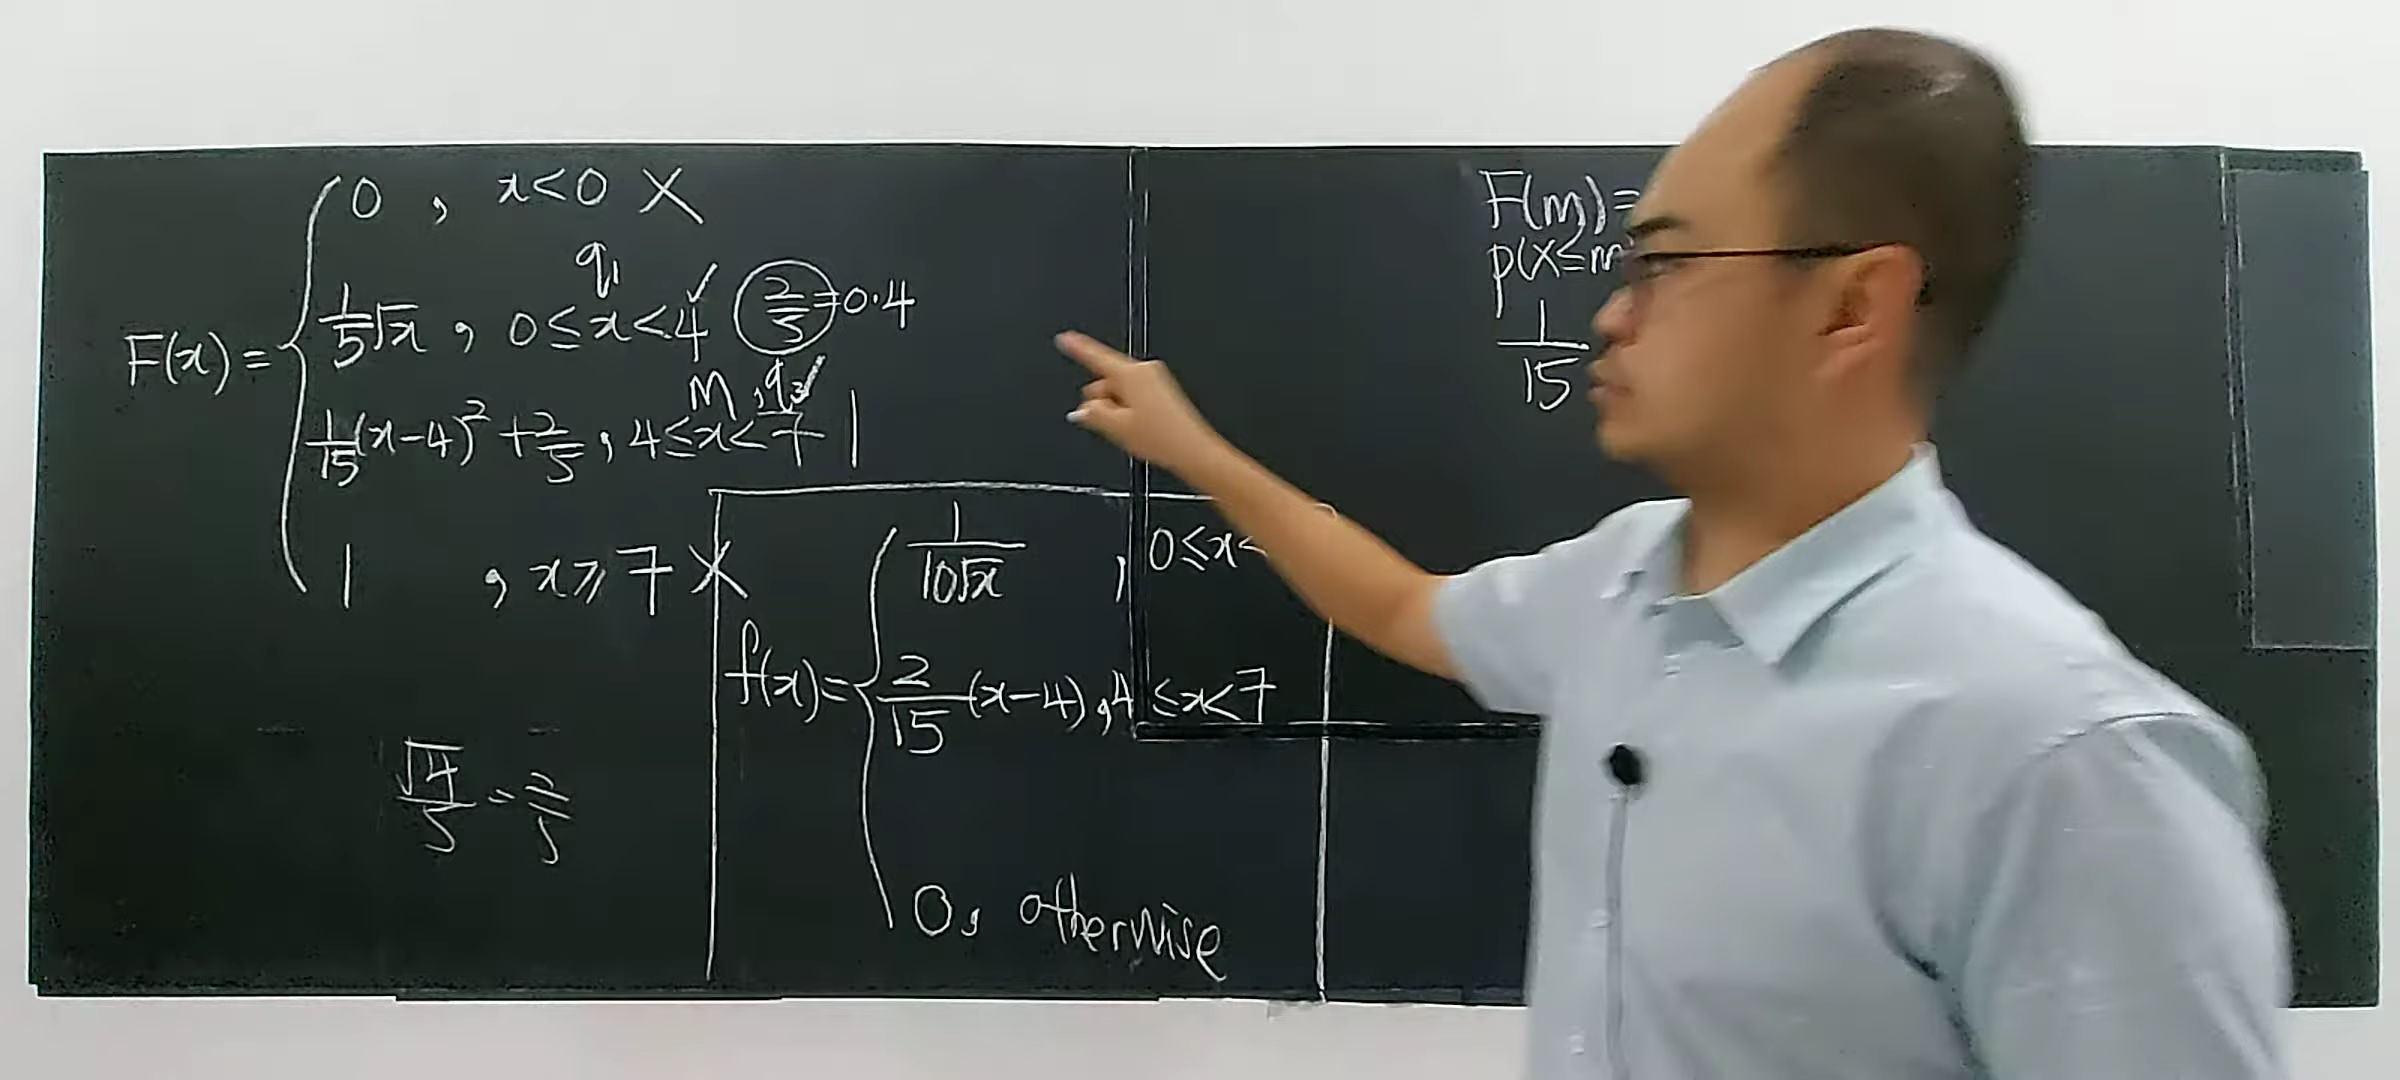 0 , x<0 X
q₁
F(x)= 1/5 √x , 0≤x<4 ✓ 2/5 =0.4
m , q₃ ✓
1/15 (x-4)² + 2/5 , 4≤x<7 1
1 , x≥7 X
√4/5 = 2/5
f(x)= 1/(10√x) , 0≤x<
2/15 (x-4) , 4≤x<7
0, otherwise
F(m)=
P(X≤m
1/15